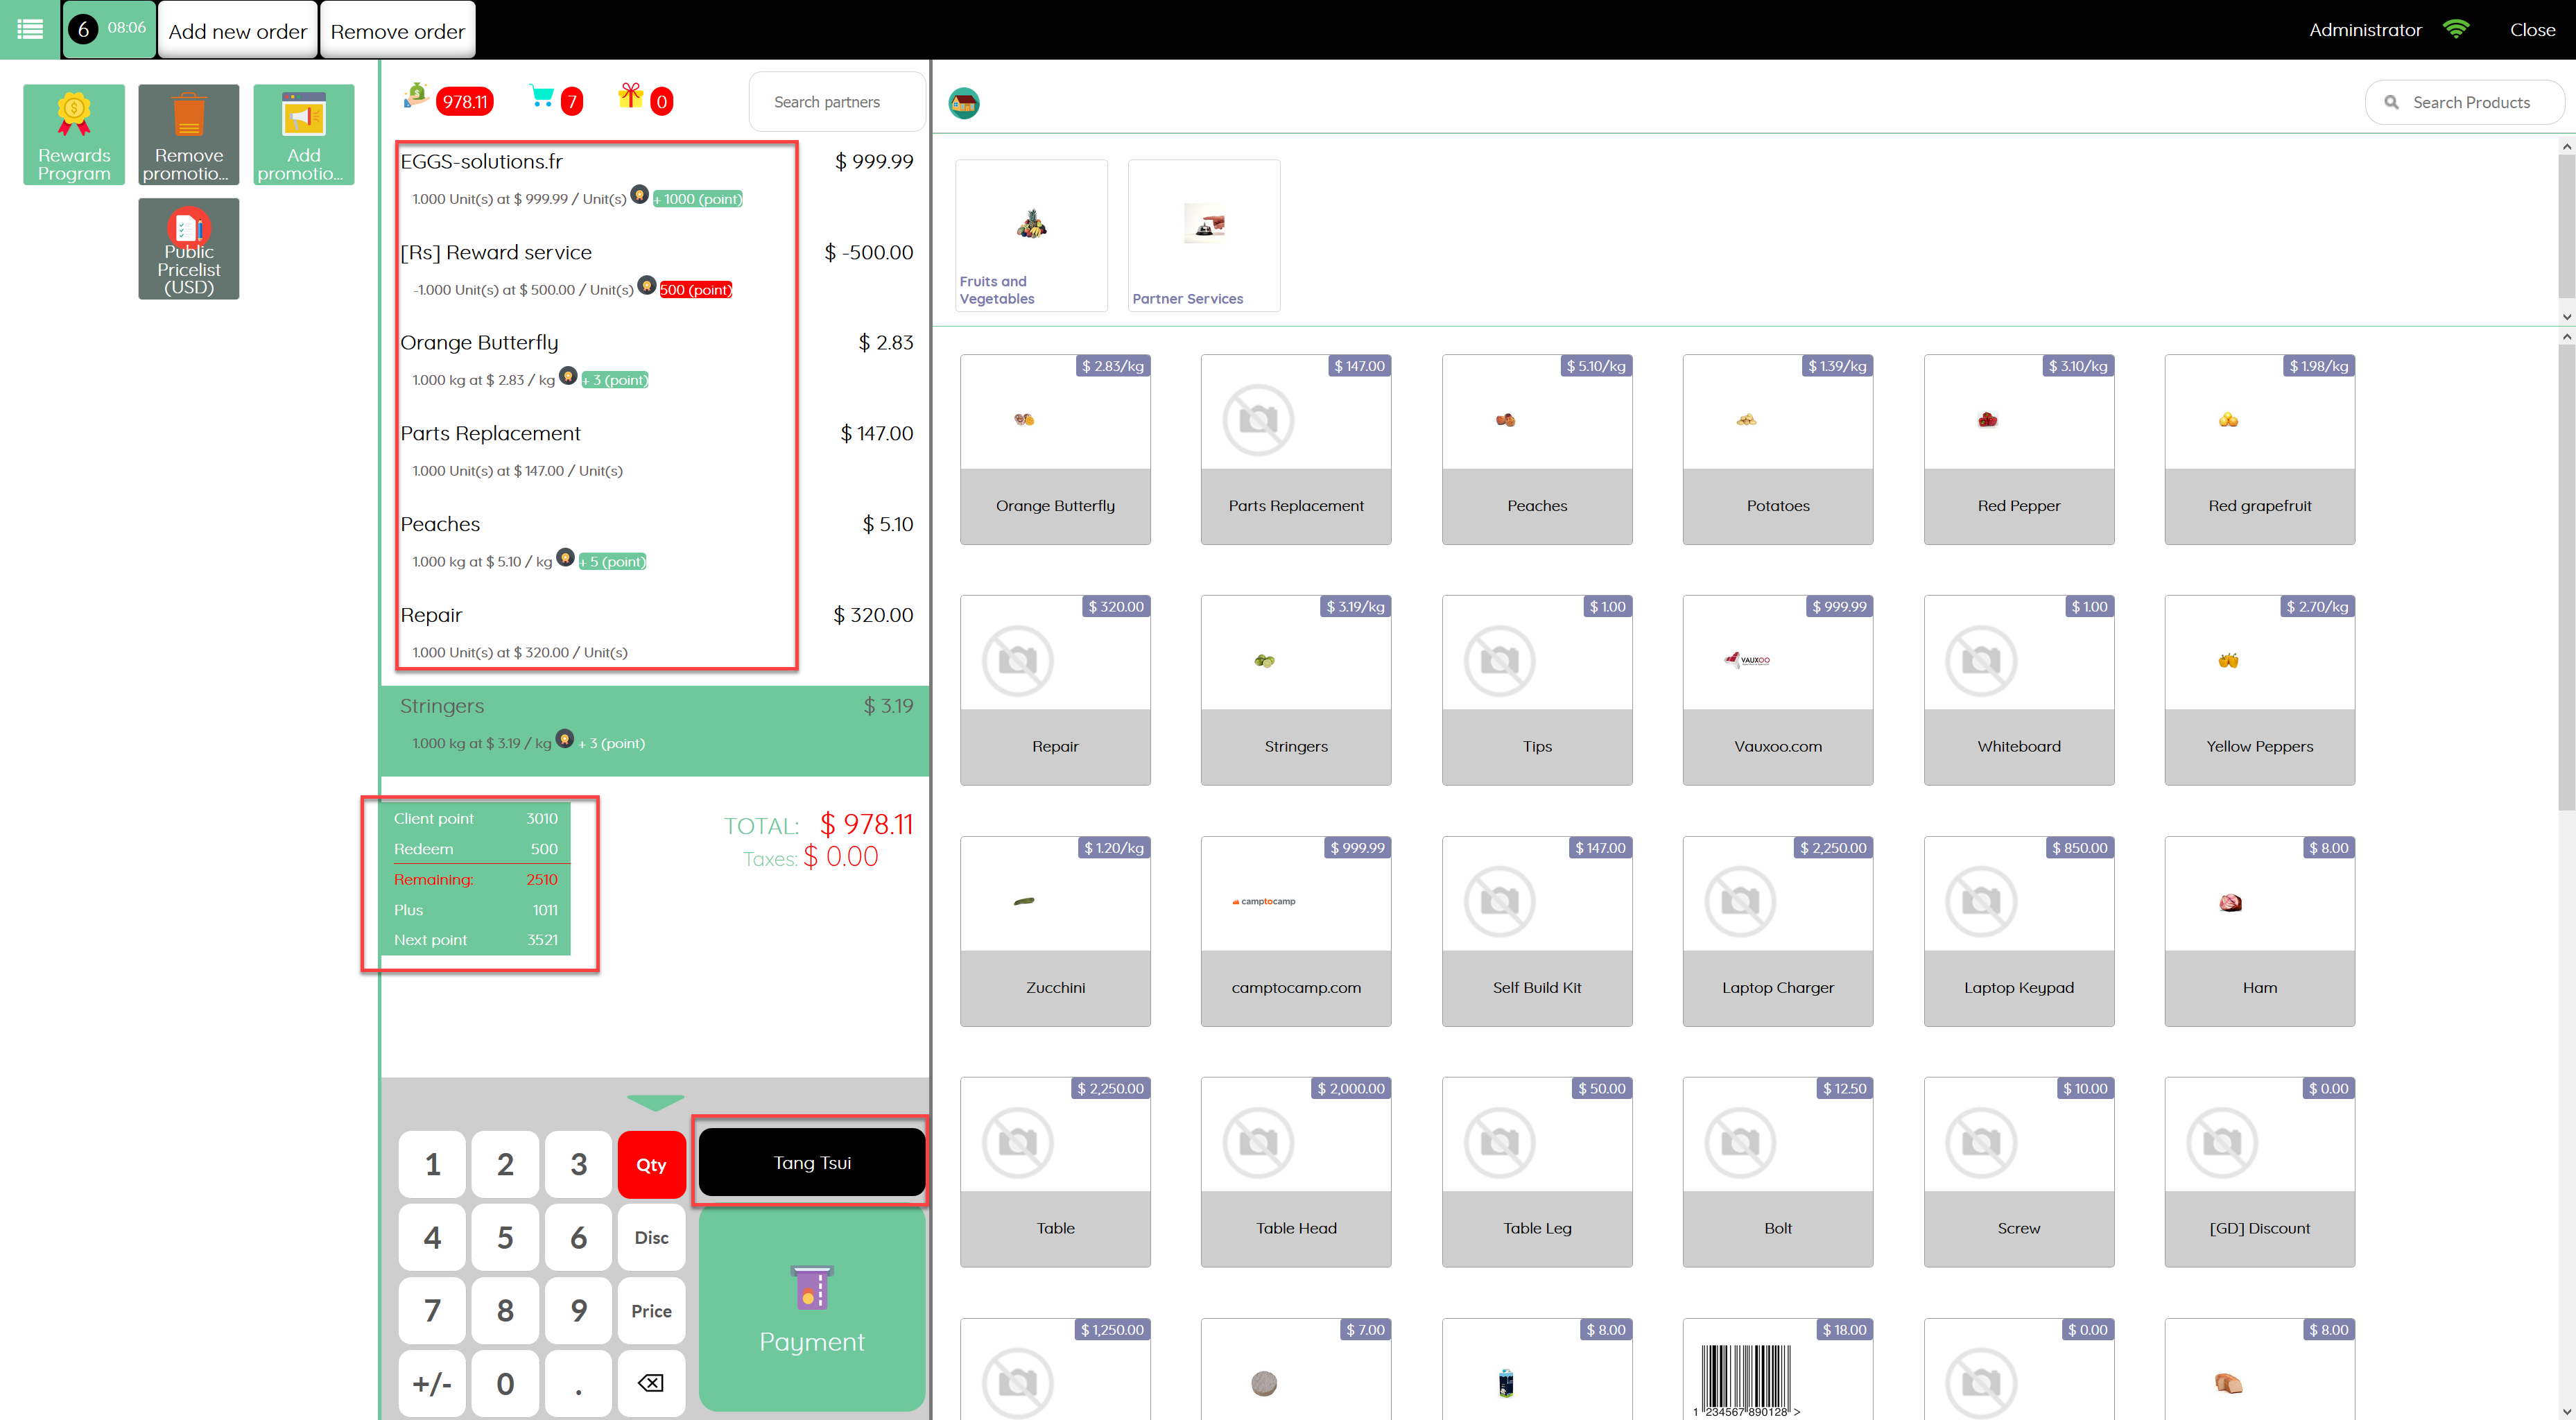 6 08:06 Add new order Remove order Administrator Close
Rewards
Program
Remove
promotio...
Add
promotio...
Public
Pricelist
(USD)
978.11 7 0 Search partners
EGGS-solutions.fr $ 999.99
1.000 Unit(s) at $ 999.99 / Unit(s) + 1000 (point)
[Rs] Reward service $ -500.00
-1.000 Unit(s) at $ 500.00 / Unit(s) 500 (point)
Orange Butterfly $ 2.83
1.000 kg at $ 2.83 / kg + 3 (point)
Parts Replacement $ 147.00
1.000 Unit(s) at $ 147.00 / Unit(s)
Peaches $ 5.10
1.000 kg at $ 5.10 / kg + 5 (point)
Repair $ 320.00
1.000 Unit(s) at $ 320.00 / Unit(s)
Stringers $ 3.19
1.000 kg at $ 3.19 / kg + 3 (point)
Client point 3010
Redeem 500
Remaining: 2510
Plus 1011
Next point 3521
TOTAL: $ 978.11
Taxes: $ 0.00
1 2 3 Qty
4 5 6 Disc
7 8 9 Price
+/- 0 .
Tang Tsui
Payment
Search Products
Fruits and
Vegetables
Partner Services
$ 2.83/kg $ 147.00 $ 5.10/kg $ 1.39/kg $ 3.10/kg $ 1.98/kg
Orange Butterfly Parts Replacement Peaches Potatoes Red Pepper Red grapefruit
$ 320.00 $ 3.19/kg $ 1.00 $ 999.99 $ 1.00 $ 2.70/kg
VAUXOO
Repair Stringers Tips Vauxoo.com Whiteboard Yellow Peppers
$ 1.20/kg $ 999.99 $ 147.00 $ 2,250.00 $ 850.00 $ 8.00
camptocamp
Zucchini camptocamp.com Self Build Kit Laptop Charger Laptop Keypad Ham
$ 2,250.00 $ 2,000.00 $ 50.00 $ 12.50 $ 10.00 $ 0.00
Table Table Head Table Leg Bolt Screw [GD] Discount
$ 1,250.00 $ 7.00 $ 8.00 $ 18.00 $ 0.00 $ 8.00
1 234567 890128 >